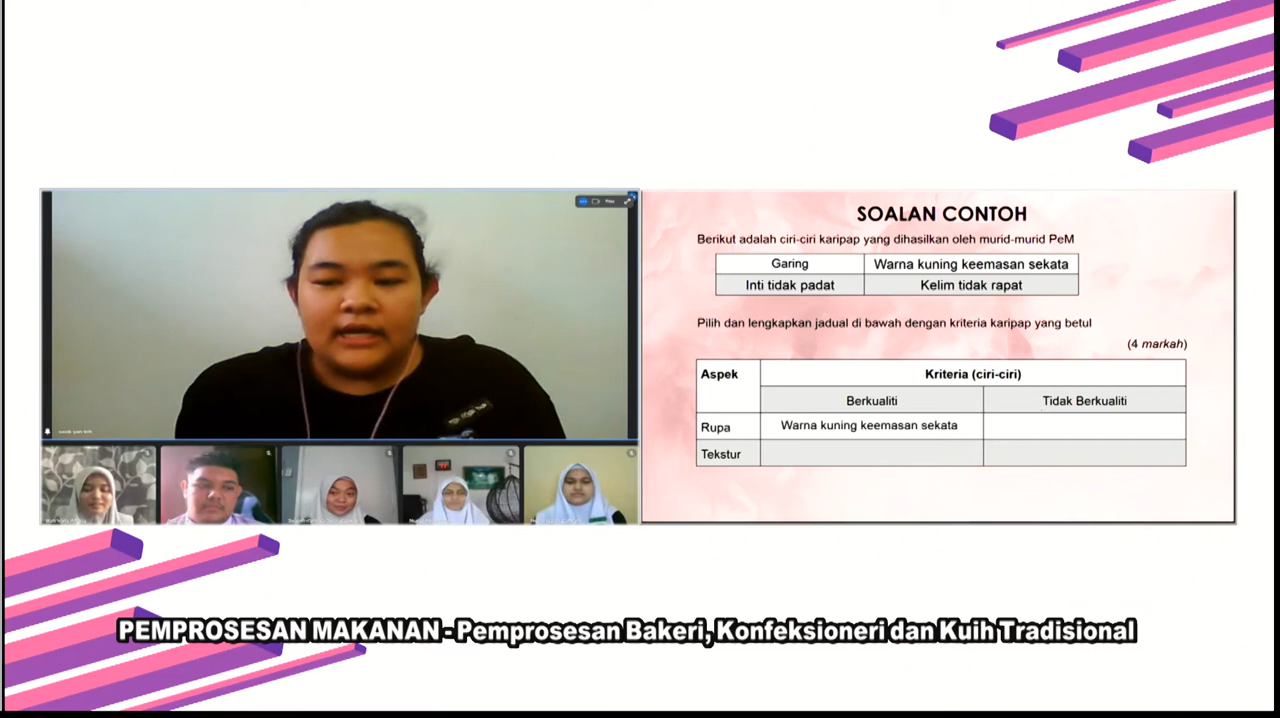 SOALAN CONTOH
Berikut adalah ciri-ciri karipap yang dihasilkan oleh murid-murid PeM
Garing Warna kuning keemasan sekata
Inti tidak padat Kelim tidak rapat
Pilih dan lengkapkan jadual di bawah dengan kriteria karipap yang betul
(4 markah)
Aspek Kriteria (ciri-ciri)
Berkualiti Tidak Berkualiti
Rupa Warna kuning keemasan sekata
Tekstur
PEMPROSESAN MAKANAN - Pemprosesan Bakeri, Konfeksioneri dan Kuih Tradisional